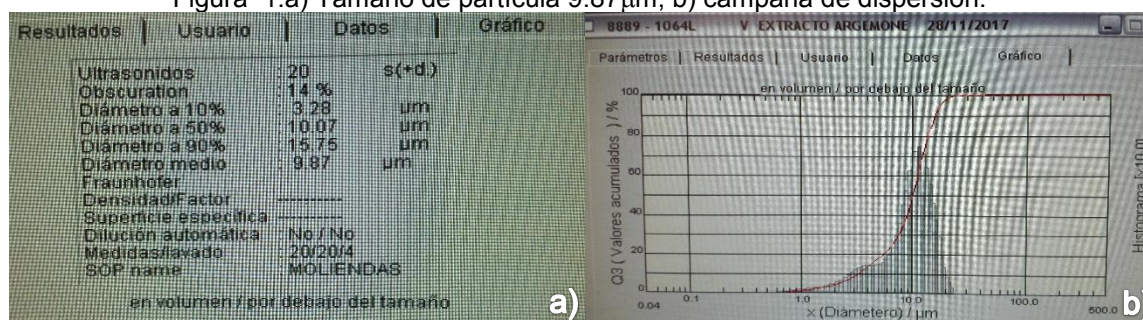 Figura 1.a) Tamaño de partícula 9.87µm, b) campana de dispersión.
Resultados | Usuario | Datos | Gráfico
Ultrasonidos : 20 s(+d.)
Obscuration : 14 %
Diámetro a 10% : 3.28 um
Diámetro a 50% : 10.07 um
Diámetro a 90% : 15.75 um
Diámetro medio : 9.87 µm
Fraunhofer
Densidad/Factor ----------
Superficie específica ----------
Dilución automática : No / No
Medidas/lavado : 20/20/4
SOP name : MOLIENDAS
en volumen / por debajo del tamaño
a)
8889 - 1064L V EXTRACTO ARGEMONE 28/11/2017
Parámetros | Resultados | Usuario | Datos Gráfico
en volumen / por debajo del tamaño
Q3 ( Valores acumulados ) / %
100
80
60
40
20
0
0.04 0.1 1.0 10.0 100.0 500.0
x (Diámetero) / µm
Histograma [x10
b)